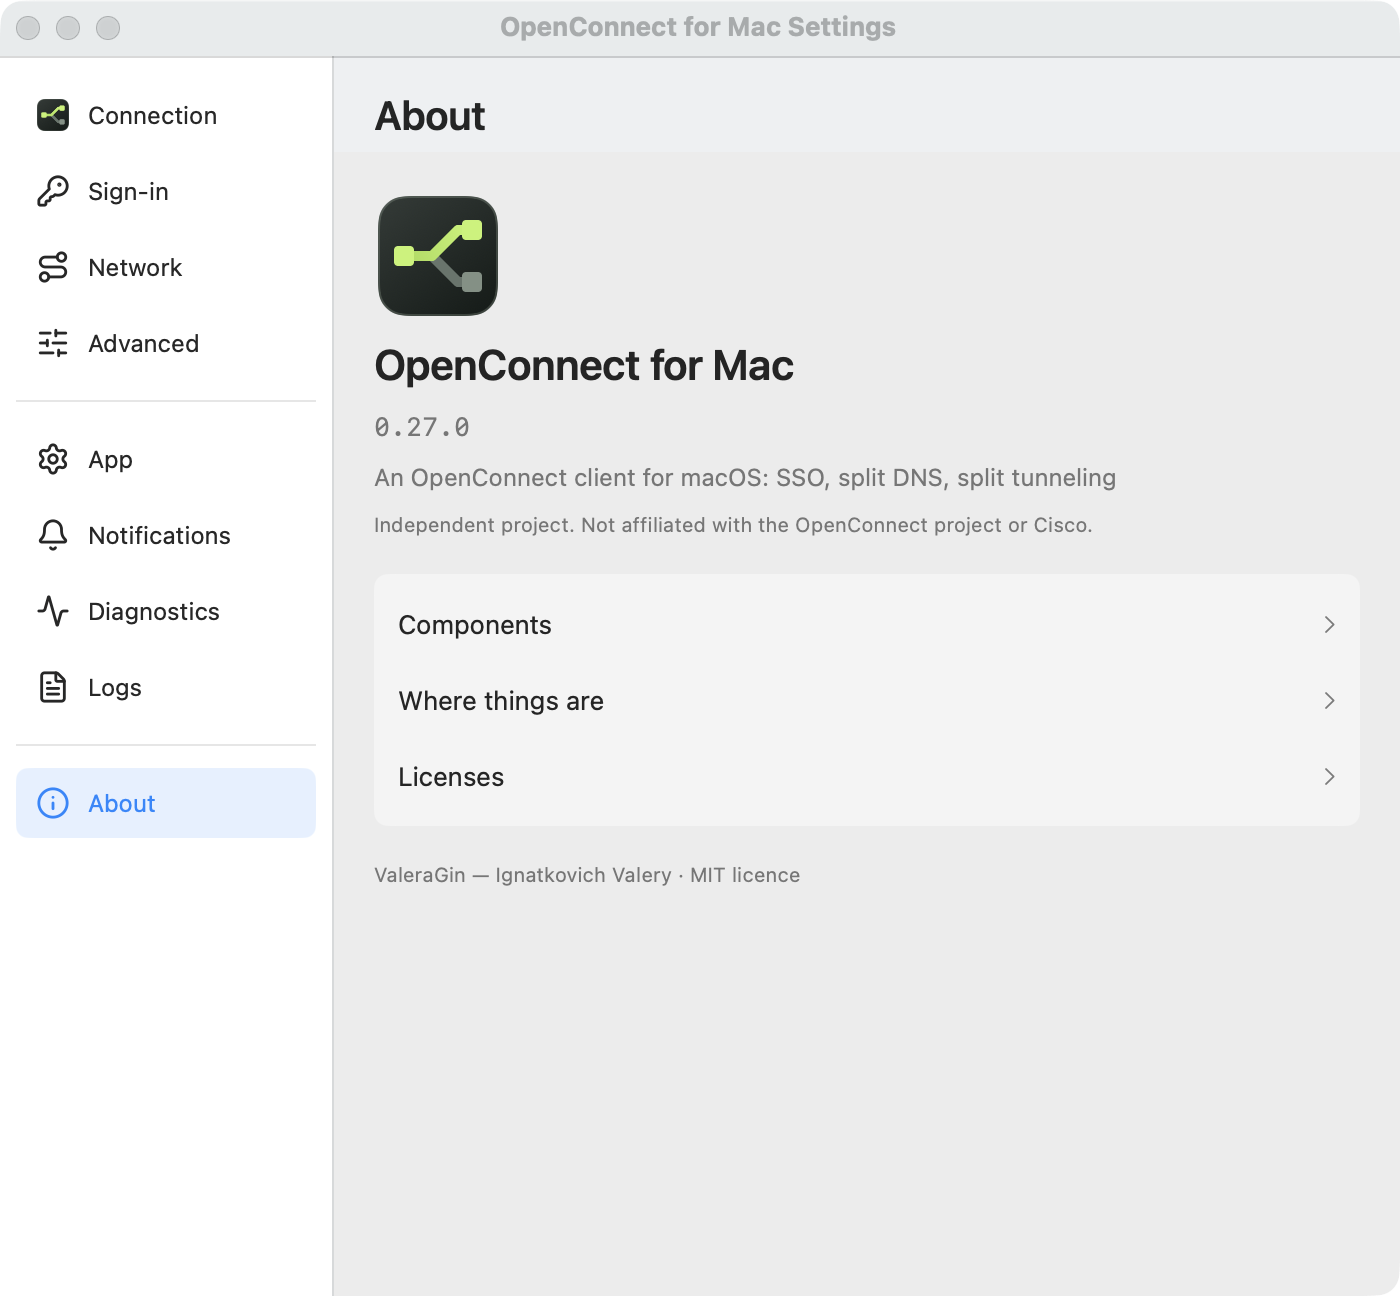 OpenConnect for Mac Settings
Connection
Sign-in
Network
Advanced
App
Notifications
Diagnostics
Logs
About
About
OpenConnect for Mac
0.27.0
An OpenConnect client for macOS: SSO, split DNS, split tunneling
Independent project. Not affiliated with the OpenConnect project or Cisco.
Components
Where things are
Licenses
ValeraGin — Ignatkovich Valery · MIT licence